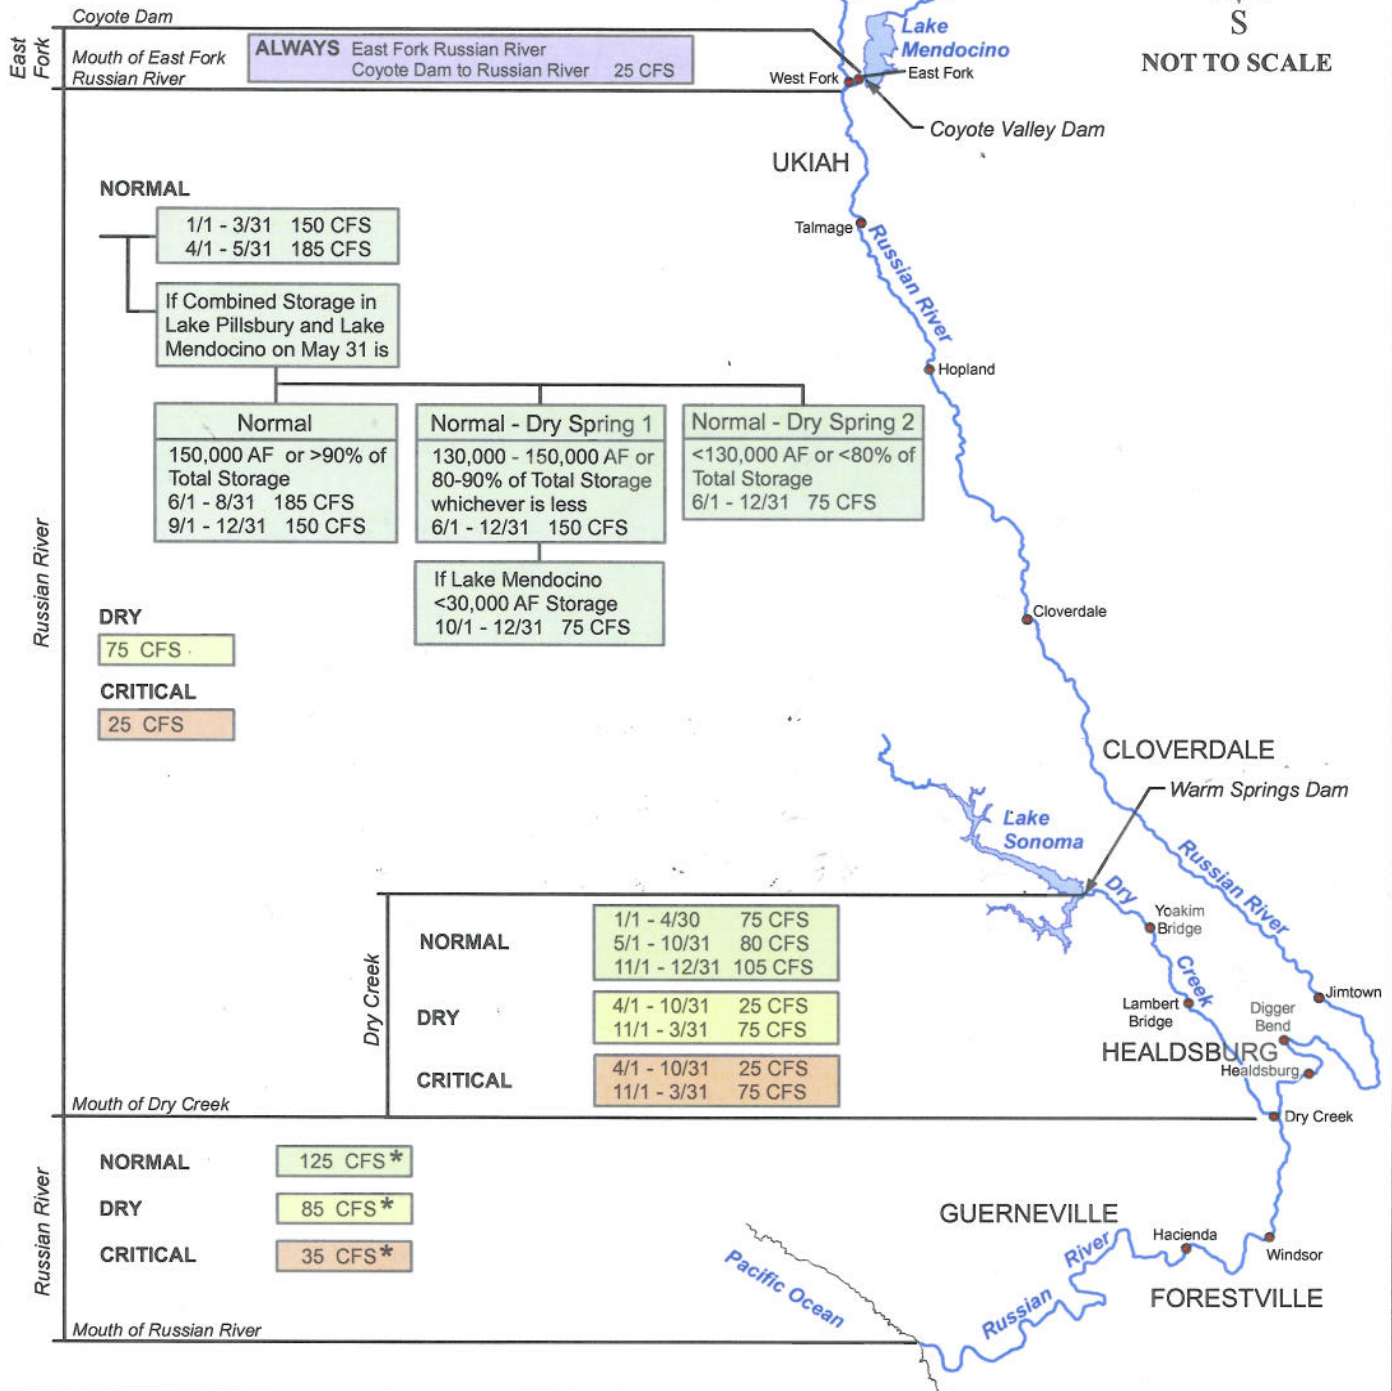 Coyote Dam
East Fork
Mouth of East Fork
Russian River
ALWAYS East Fork Russian River
Coyote Dam to Russian River 25 CFS
Lake
Mendocino
S
NOT TO SCALE
West Fork
East Fork
Coyote Valley Dam
UKIAH
Talmage
Russian River
Hopland
NORMAL
1/1 - 3/31 150 CFS
4/1 - 5/31 185 CFS
If Combined Storage in
Lake Pillsbury and Lake
Mendocino on May 31 is
Normal
150,000 AF or >90% of
Total Storage
6/1 - 8/31 185 CFS
9/1 - 12/31 150 CFS
Normal - Dry Spring 1
130,000 - 150,000 AF or
80-90% of Total Storage
whichever is less
6/1 - 12/31 150 CFS
Normal - Dry Spring 2
<130,000 AF or <80% of
Total Storage
6/1 - 12/31 75 CFS
If Lake Mendocino
<30,000 AF Storage
10/1 - 12/31 75 CFS
Russian River
DRY
75 CFS
CRITICAL
25 CFS
Cloverdale
CLOVERDALE
Warm Springs Dam
Lake
Sonoma
Russian River
Dry Creek
Yoakim
Bridge
Lambert
Bridge
Jimtown
Digger
Bend
HEALDSBURG
Healdsburg
Dry Creek
Dry Creek
NORMAL
1/1 - 4/30 75 CFS
5/1 - 10/31 80 CFS
11/1 - 12/31 105 CFS
DRY
4/1 - 10/31 25 CFS
11/1 - 3/31 75 CFS
CRITICAL
4/1 - 10/31 25 CFS
11/1 - 3/31 75 CFS
Mouth of Dry Creek
Russian River
NORMAL
125 CFS*
DRY
85 CFS*
CRITICAL
35 CFS*
GUERNEVILLE
Hacienda
Windsor
FORESTVILLE
Russian River
Pacific Ocean
Mouth of Russian River